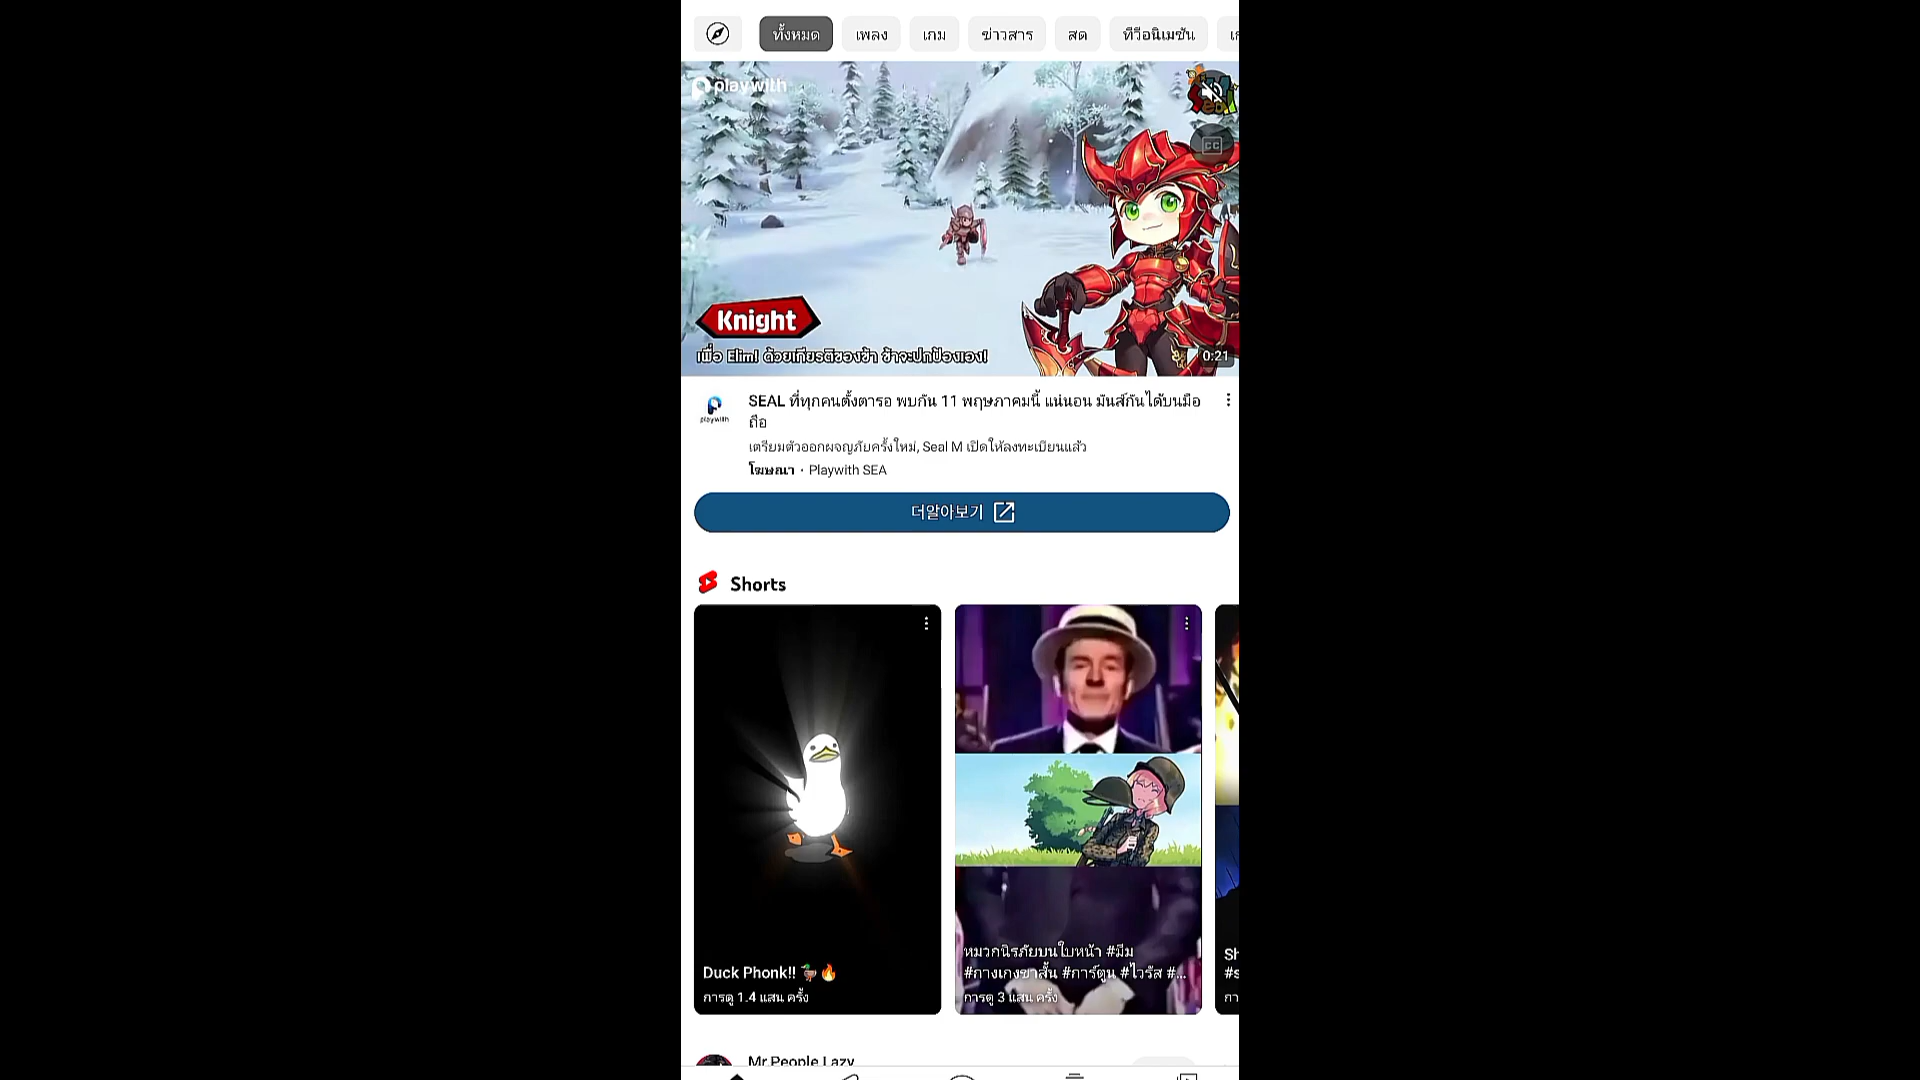 ทั้งหมด เพลง เกม ข่าวสาร สด ทีวีอนิเมชัน
playwith
CC
Knight
เพื่อ Elim! ด้วยเกียรติของข้า ข้าจะปกป้องเอง!
0:21
SEAL ที่ทุกคนตั้งตารอ พบกัน 11 พฤษภาคมนี้ แน่นอน มันส์กันได้บนมือ
ถือ
playwith
เตรียมตัวออกผจญภัยครั้งใหม่, Seal M เปิดให้ลงทะเบียนแล้ว
โฆษณา · Playwith SEA
더알아보기
Shorts
Duck Phonk!! 🦆🔥
การดู 1.4 แสน ครั้ง
หมวกนิรภัยบนใบหน้า #มีม
#กางเกงขาสั้น #การ์ตูน #ไวรัส #...
การดู 3 แสน ครั้ง
Sh
#s
กา
Mr.People Lazy